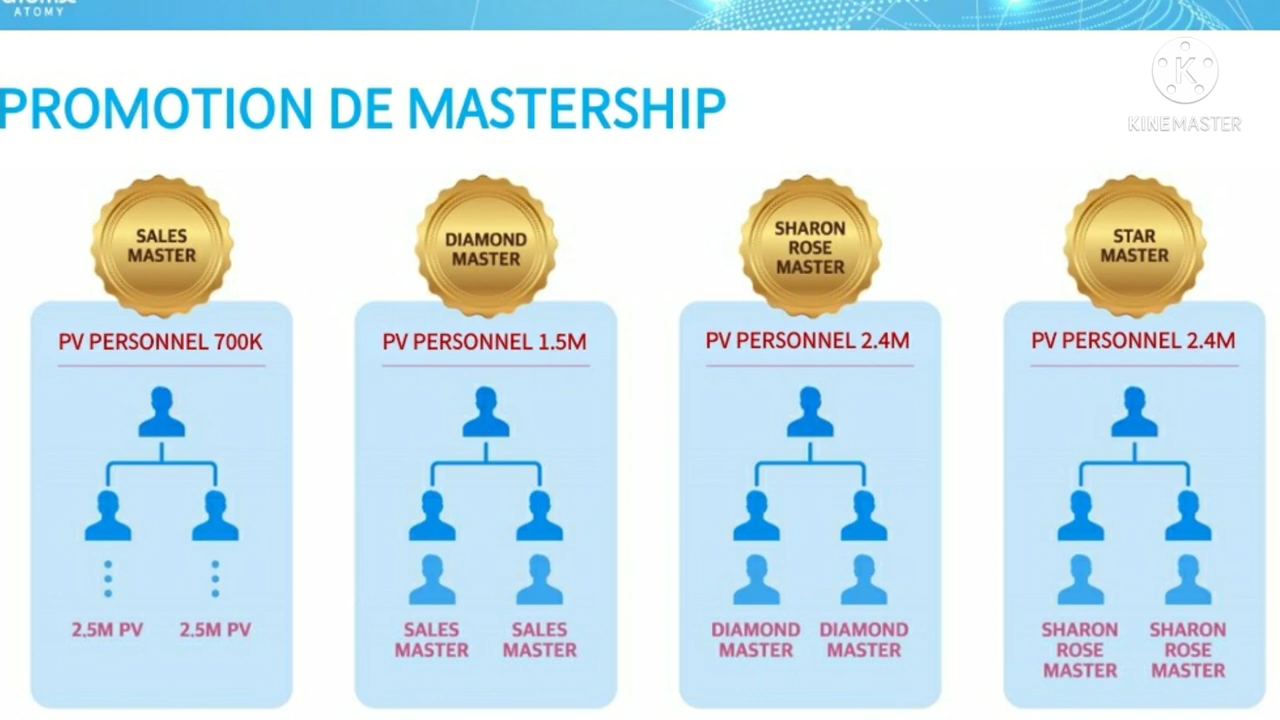 ATOMY
KINEMASTER
PROMOTION DE MASTERSHIP
SALES
MASTER
PV PERSONNEL 700K
2.5M PV 2.5M PV
DIAMOND
MASTER
PV PERSONNEL 1.5M
SALES
MASTER
SALES
MASTER
SHARON
ROSE
MASTER
PV PERSONNEL 2.4M
DIAMOND
MASTER
DIAMOND
MASTER
STAR
MASTER
PV PERSONNEL 2.4M
SHARON
ROSE
MASTER
SHARON
ROSE
MASTER